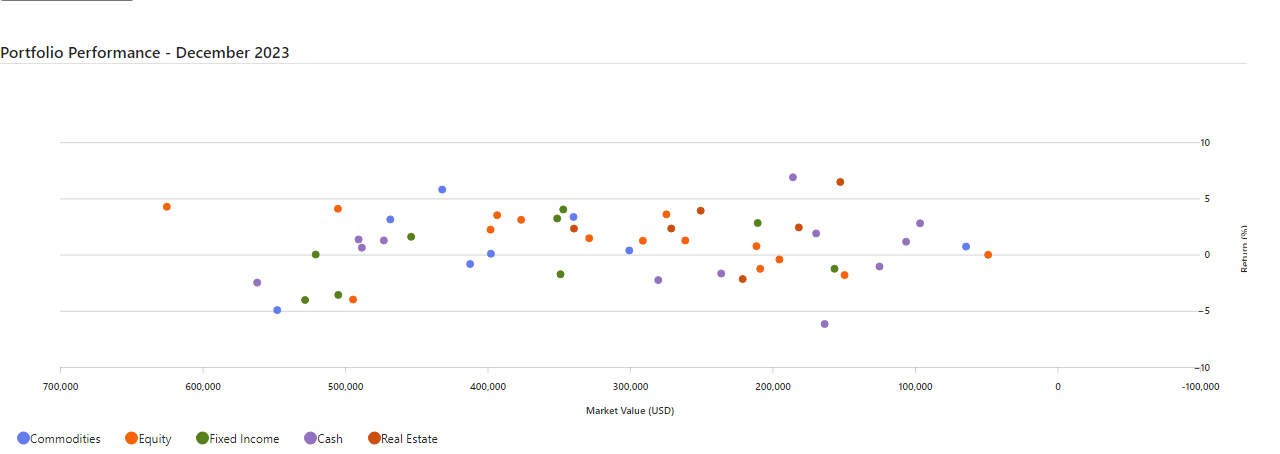 Portfolio Performance - December 2023
10
5
0
−5
−10
Return (%)
700,000 600,000 500,000 400,000 300,000 200,000 100,000 0 -100,000
Market Value (USD)
Commodities Equity Fixed Income Cash Real Estate